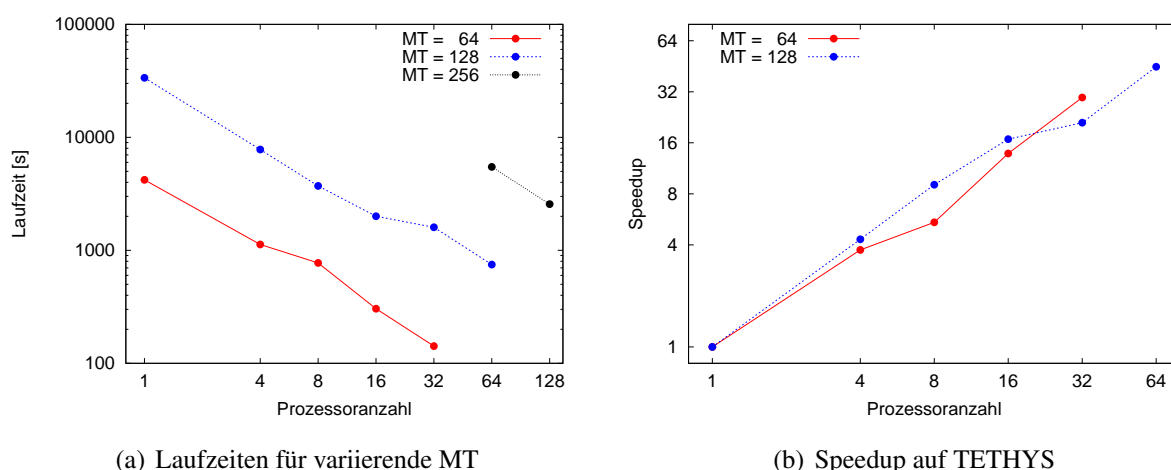 100000
10000
1000
100
Laufzeit [s]
MT = 64
MT = 128
MT = 256
1 4 8 16 32 64 128
Prozessoranzahl
(a) Laufzeiten für variierende MT
64
32
16
8
4
1
Speedup
MT = 64
MT = 128
1 4 8 16 32 64
Prozessoranzahl
(b) Speedup auf TETHYS